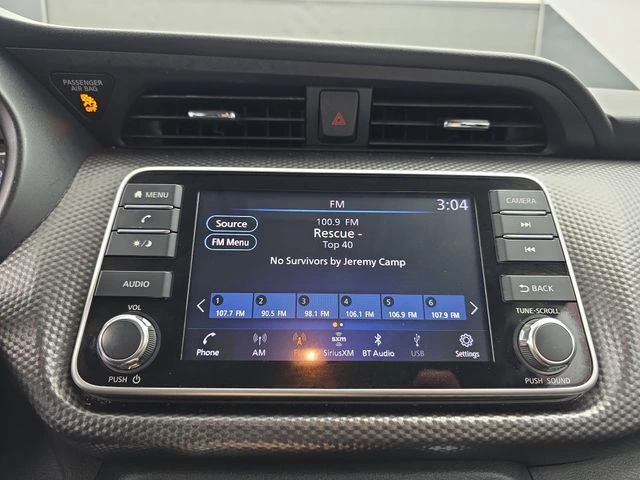 PASSENGER
AIR BAG
OFF
MENU
AUDIO
VOL
PUSH
FM
3:04
Source
FM Menu
100.9 FM
Rescue -
Top 40
No Survivors by Jeremy Camp
1 2 3 4 5 6
107.7 FM 90.5 FM 98.1 FM 106.1 FM 106.9 FM 107.9 FM
sxm
Phone AM FM SiriusXM BT Audio USB Settings
CAMERA
BACK
TUNE·SCROLL
PUSH SOUND